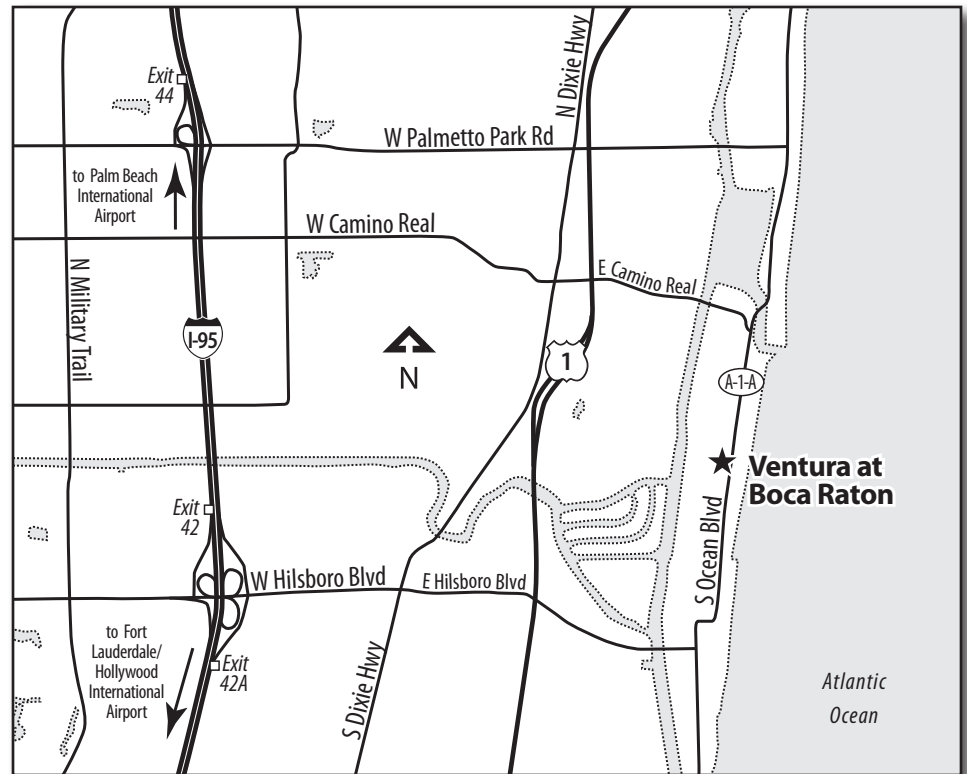 Exit
44
N Dixie Hwy
W Palmetto Park Rd
to Palm Beach
International
Airport
W Camino Real
E Camino Real
N Military Trail
I-95
N
1
A-1-A
Ventura at
Boca Raton
Exit
42
S Ocean Blvd
W Hilsboro Blvd
E Hilsboro Blvd
to Fort
Lauderdale/
Hollywood
International
Airport
Exit
42A
S Dixie Hwy
Atlantic
Ocean